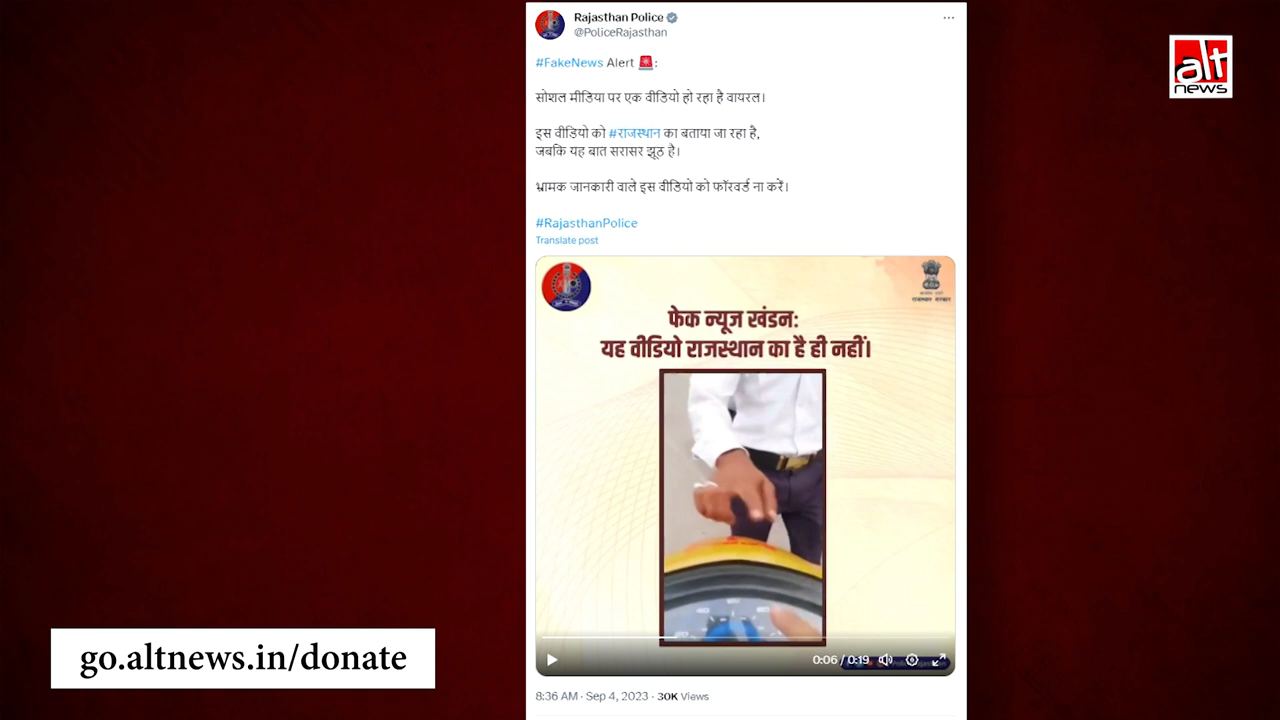 Rajasthan Police
@PoliceRajasthan
#FakeNews Alert 🚨:
सोशल मीडिया पर एक वीडियो हो रहा है वायरल।
इस वीडियो को #राजस्थान का बताया जा रहा है,
जबकि यह बात सरासर झूठ है।
भ्रामक जानकारी वाले इस वीडियो को फॉरवर्ड ना करें।
#RajasthanPolice
Translate post
फेक न्यूज खंडन:
यह वीडियो राजस्थान का है ही नहीं।
0:06 / 0:19
8:36 AM · Sep 4, 2023 · 30K Views
alt
news
go.altnews.in/donate